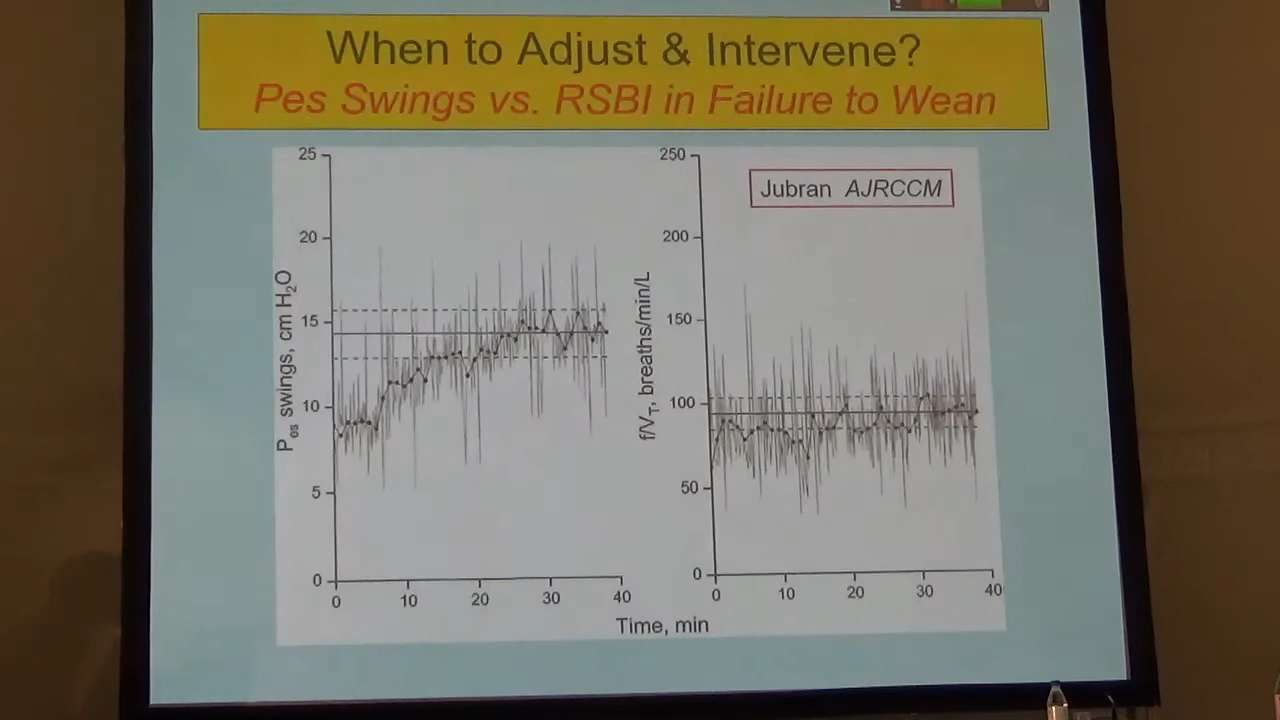 When to Adjust & Intervene?
Pes Swings vs. RSBI in Failure to Wean
25
20
15
10
5
0
Pes swings, cm H2O
0 10 20 30 40
Jubran AJRCCM
250
200
150
100
50
0
f/VT, breaths/min/L
0 10 20 30 40
Time, min